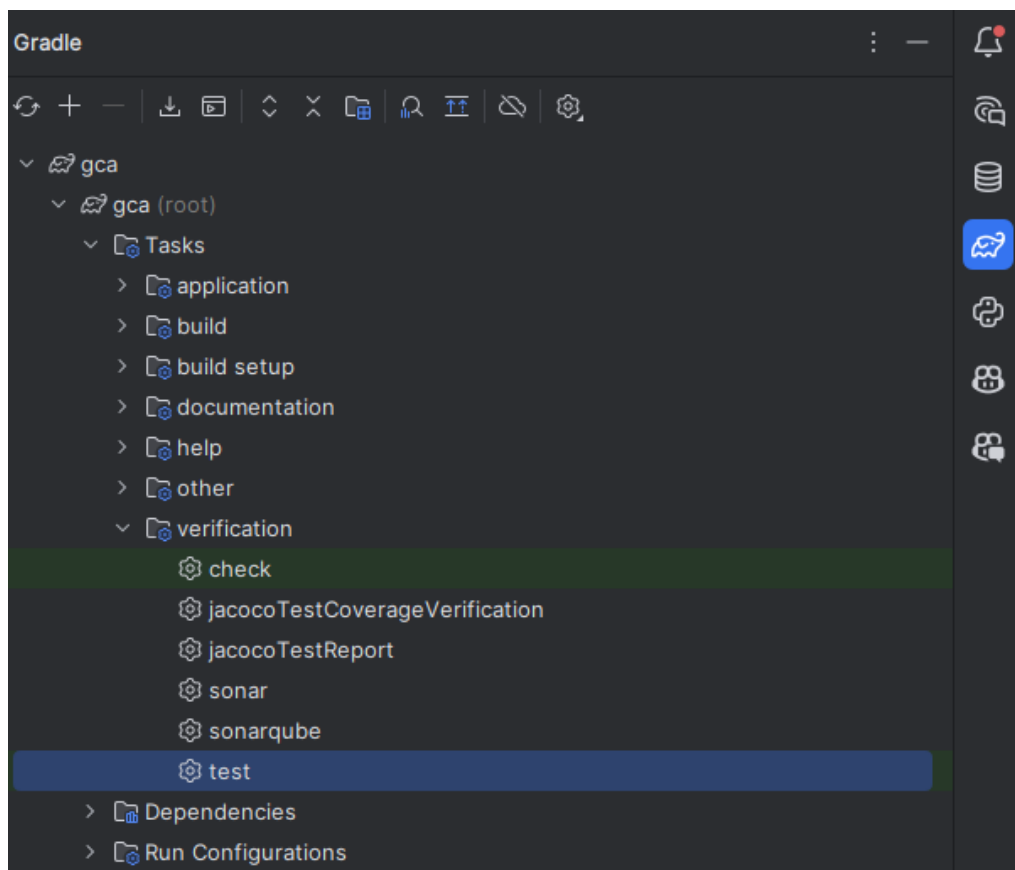 Gradle
gca
gca (root)
Tasks
application
build
build setup
documentation
help
other
verification
check
jacocoTestCoverageVerification
jacocoTestReport
sonar
sonarqube
test
Dependencies
Run Configurations